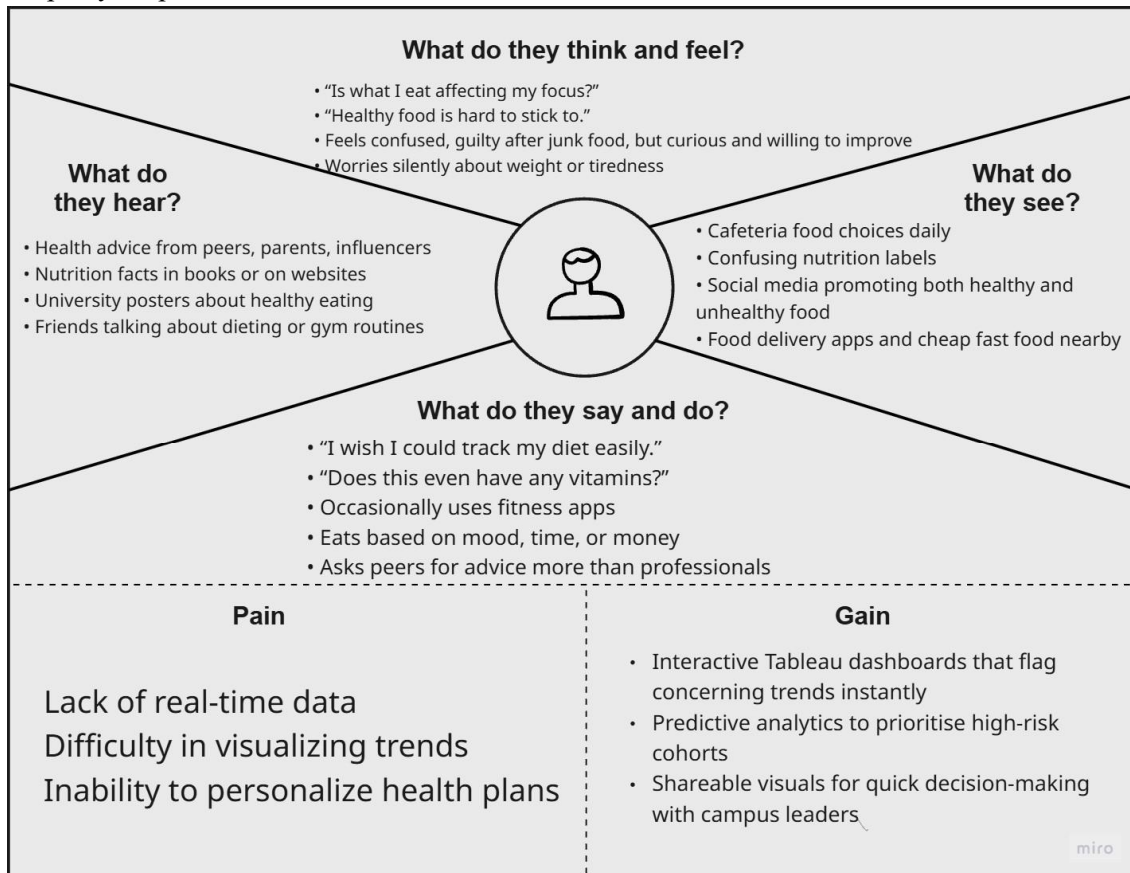 What do they think and feel?
• “Is what I eat affecting my focus?”
• “Healthy food is hard to stick to.”
• Feels confused, guilty after junk food, but curious and willing to improve
• Worries silently about weight or tiredness
What do
they hear?
• Health advice from peers, parents, influencers
• Nutrition facts in books or on websites
• University posters about healthy eating
• Friends talking about dieting or gym routines
What do
they see?
• Cafeteria food choices daily
• Confusing nutrition labels
• Social media promoting both healthy and
unhealthy food
• Food delivery apps and cheap fast food nearby
What do they say and do?
• “I wish I could track my diet easily.”
• “Does this even have any vitamins?”
• Occasionally uses fitness apps
• Eats based on mood, time, or money
• Asks peers for advice more than professionals
Pain
Lack of real-time data
Difficulty in visualizing trends
Inability to personalize health plans
Gain
• Interactive Tableau dashboards that flag
concerning trends instantly
• Predictive analytics to prioritise high-risk
cohorts
• Shareable visuals for quick decision-making
with campus leaders
miro